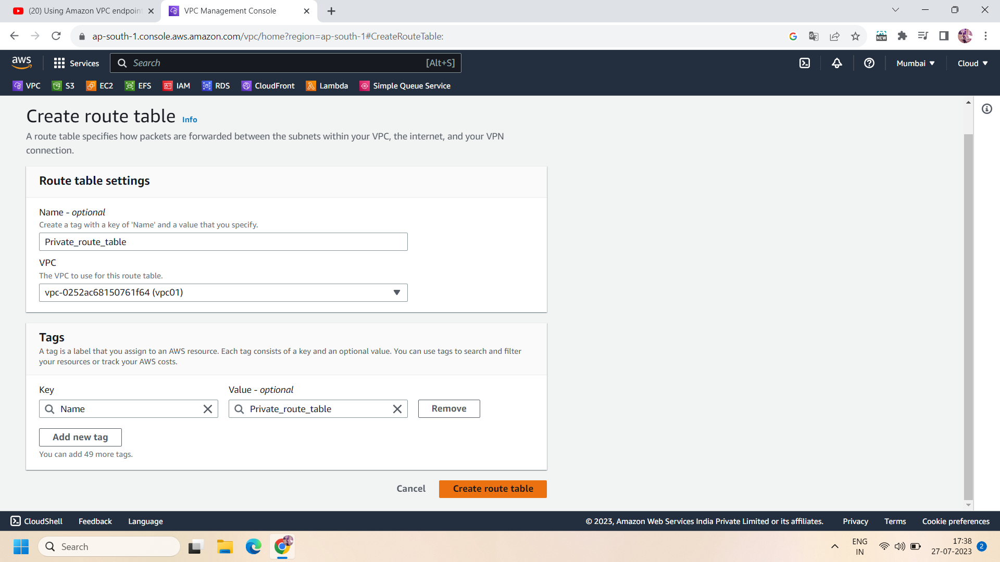 (20) Using Amazon VPC endpoin
VPC Management Console
ap-south-1.console.aws.amazon.com/vpc/home?region=ap-south-1#CreateRouteTable:
NEW
aws
Services
Search
[Alt+S]
Mumbai
Cloud
VPC
S3
EC2
EFS
IAM
RDS
CloudFront
Lambda
Simple Queue Service
Create route table Info
A route table specifies how packets are forwarded between the subnets within your VPC, the internet, and your VPN
connection.
Route table settings
Name - optional
Create a tag with a key of 'Name' and a value that you specify.
Private_route_table
VPC
The VPC to use for this route table.
vpc-0252ac68150761f64 (vpc01)
Tags
A tag is a label that you assign to an AWS resource. Each tag consists of a key and an optional value. You can use tags to search and filter
your resources or track your AWS costs.
Key
Value - optional
Name
Private_route_table
Remove
Add new tag
You can add 49 more tags.
Cancel
Create route table
CloudShell
Feedback
Language
© 2023, Amazon Web Services India Private Limited or its affiliates.
Privacy
Terms
Cookie preferences
Search
ENG
IN
17:38
27-07-2023
2